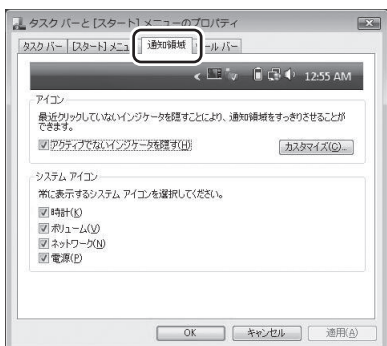 タスク バーと [スタート] メニューのプロパティ
タスク バー [スタート] メニュー 通知領域 ツール バー
12:55 AM
アイコン
最近クリックしていないインジケータを隠すことにより、通知領域をすっきりさせることが
できます。
アクティブでないインジケータを隠す(H)
カスタマイズ(C)...
システム アイコン
常に表示するシステム アイコンを選択してください。
時計(K)
ボリューム(V)
ネットワーク(N)
電源(P)
OK キャンセル 適用(A)